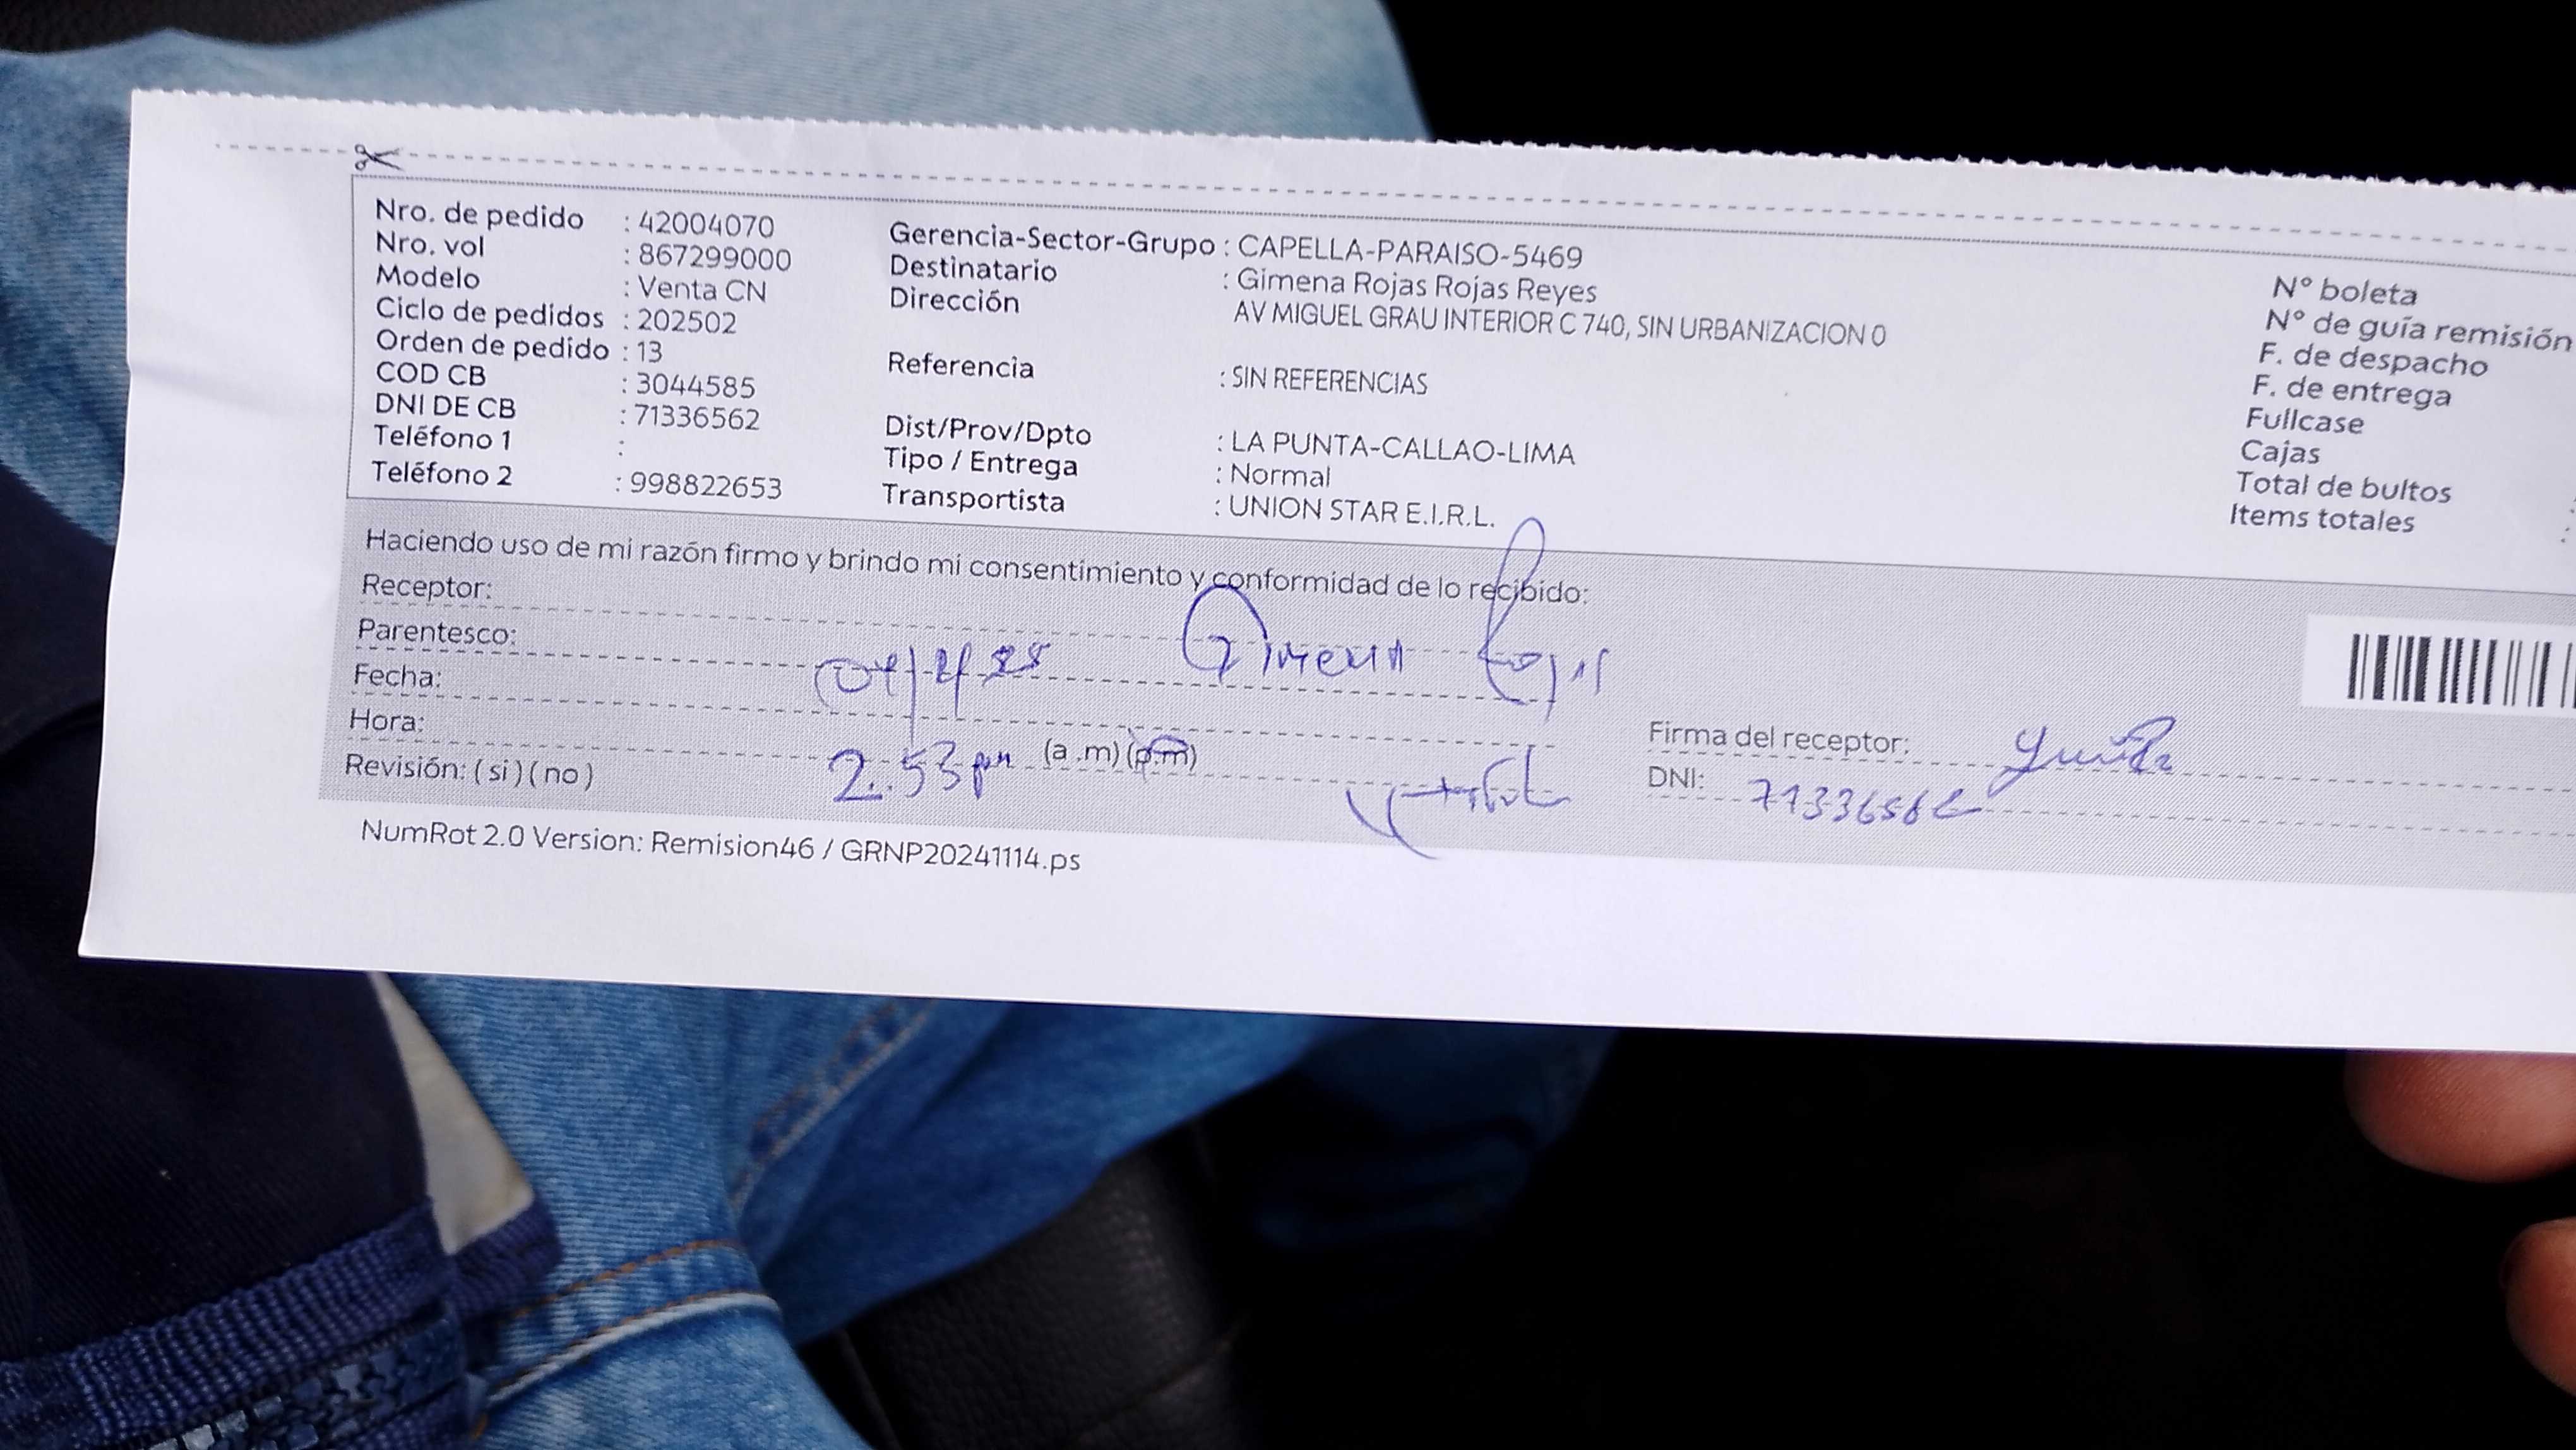 Nro. de pedido : 42004070
Nro. vol : 867299000
Modelo : Venta CN
Ciclo de pedidos : 202502
Orden de pedido : 13
COD CB : 3044585
DNI DE CB : 71336562
Teléfono 1 :
Teléfono 2 : 998822653
Gerencia-Sector-Grupo : CAPELLA-PARAISO-5469
Destinatario : Gimena Rojas Rojas Reyes
Dirección AV MIGUEL GRAU INTERIOR C 740, SIN URBANIZACION 0
Referencia : SIN REFERENCIAS
Dist/Prov/Dpto : LA PUNTA-CALLAO-LIMA
Tipo / Entrega : Normal
Transportista : UNION STAR E.I.R.L.
N° boleta
N° de guía remisión
F. de despacho
F. de entrega
Fullcase
Cajas
Total de bultos :
Items totales :
Haciendo uso de mi razón firmo y brindo mi consentimiento y conformidad de lo recibido:
Receptor: Gimena Rojas
Parentesco:
Fecha:
Hora: 2:53 pm (a .m) (p.m)
Revisión: ( si ) ( no )
Firma del receptor:
DNI: 71336562
NumRot 2.0 Version: Remision46 / GRNP20241114.ps